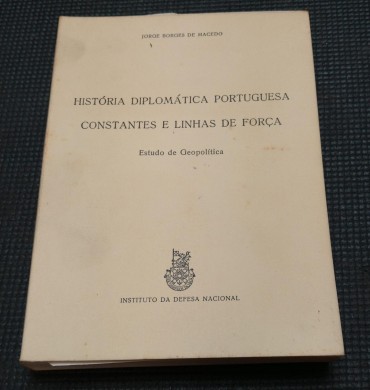 JORGE BORGES DE MACEDO
HISTÓRIA DIPLOMÁTICA PORTUGUESA
CONSTANTES E LINHAS DE FORÇA
Estudo de Geopolítica
INSTITUTO DA DEFESA NACIONAL